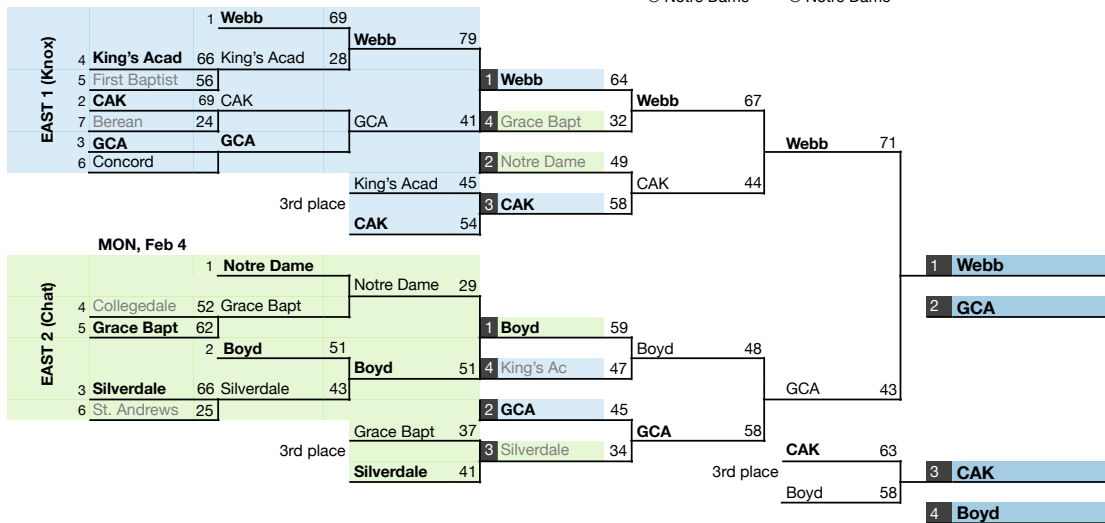 @ Notre Dame @ Notre Dame
1 Webb 69
Webb 79
4 King's Acad 66 King's Acad 28
5 First Baptist 56
1 Webb 64
2 CAK 69 CAK
Webb 67
7 Berean 24
GCA 41
4 Grace Bapt 32
3 GCA
GCA
Webb 71
6 Concord
2 Notre Dame 49
King's Acad 45
CAK 44
3rd place
3 CAK 58
CAK 54
EAST 1 (Knox)
MON, Feb 4
1 Notre Dame
1 Webb
Notre Dame 29
4 Collegedale 52 Grace Bapt
2 GCA
5 Grace Bapt 62
1 Boyd 59
2 Boyd 51
Boyd 48
Boyd 51
4 King's Ac 47
3 Silverdale 66 Silverdale 43
GCA 43
6 St. Andrews 25
2 GCA 45
Grace Bapt 37
GCA 58
3rd place
3 Silverdale 34
CAK 63
Silverdale 41
3rd place
3 CAK
Boyd 58
4 Boyd
EAST 2 (Chat)